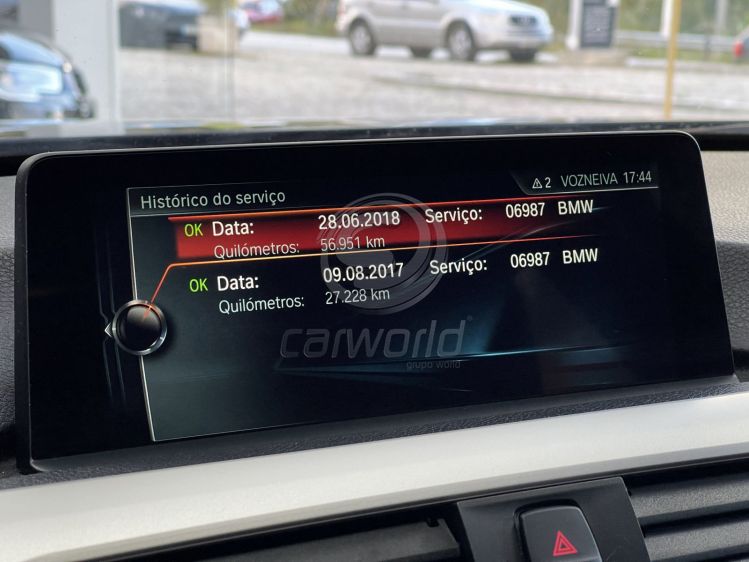 Histórico do serviço
2 VOZNEIVA 17:44
OK Data: 28.06.2018 Serviço: 06987 BMW
Quilómetros: 56.951 km
OK Data: 09.08.2017 Serviço: 06987 BMW
Quilómetros: 27.228 km
carworld
grupo world